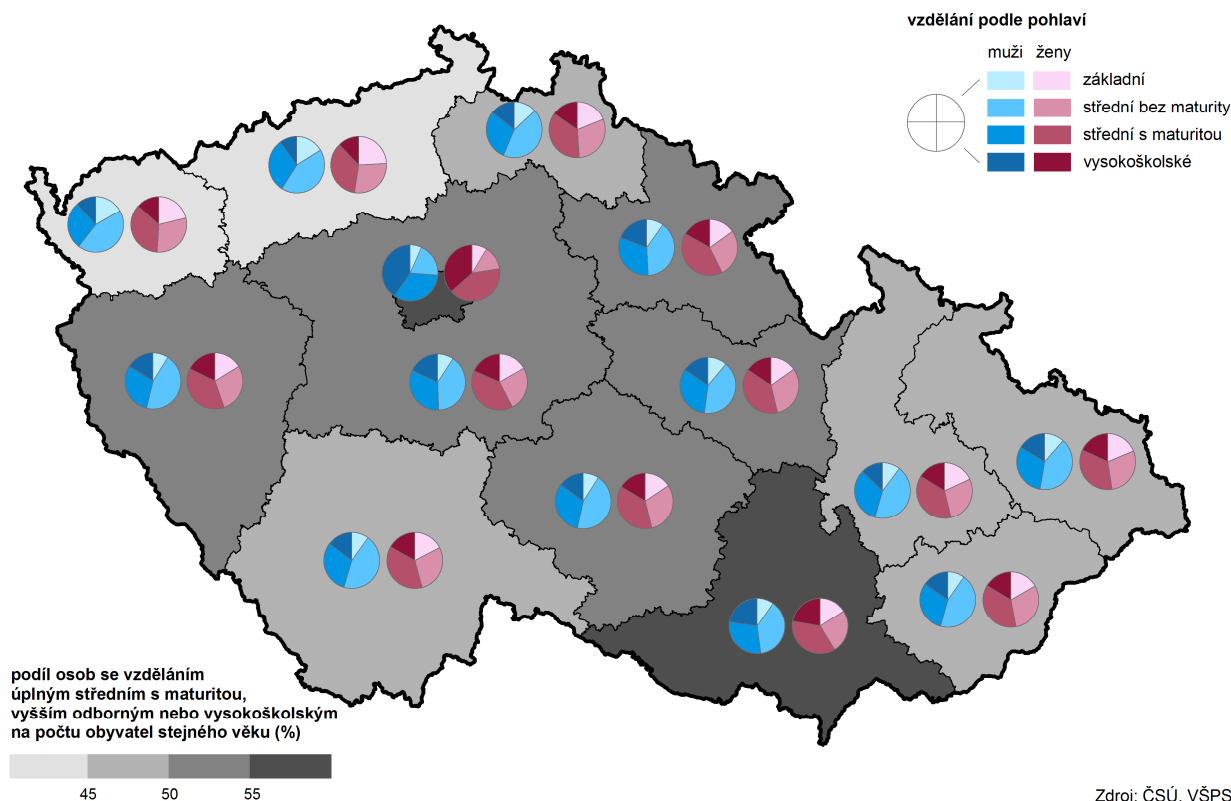 vzdělání podle pohlaví
muži ženy
základní
střední bez maturity
střední s maturitou
vysokoškolské
podíl osob se vzděláním
úplným středním s maturitou,
vyšším odborným nebo vysokoškolským
na počtu obyvatel stejného věku (%)
45 50 55
Zdroj: ČSÚ, VŠPS